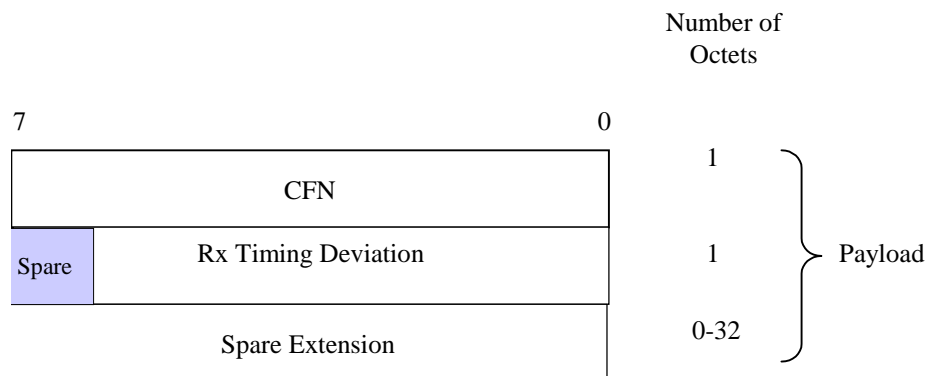 Number of
Octets
7 0
CFN 1
Spare Rx Timing Deviation 1 Payload
Spare Extension 0-32